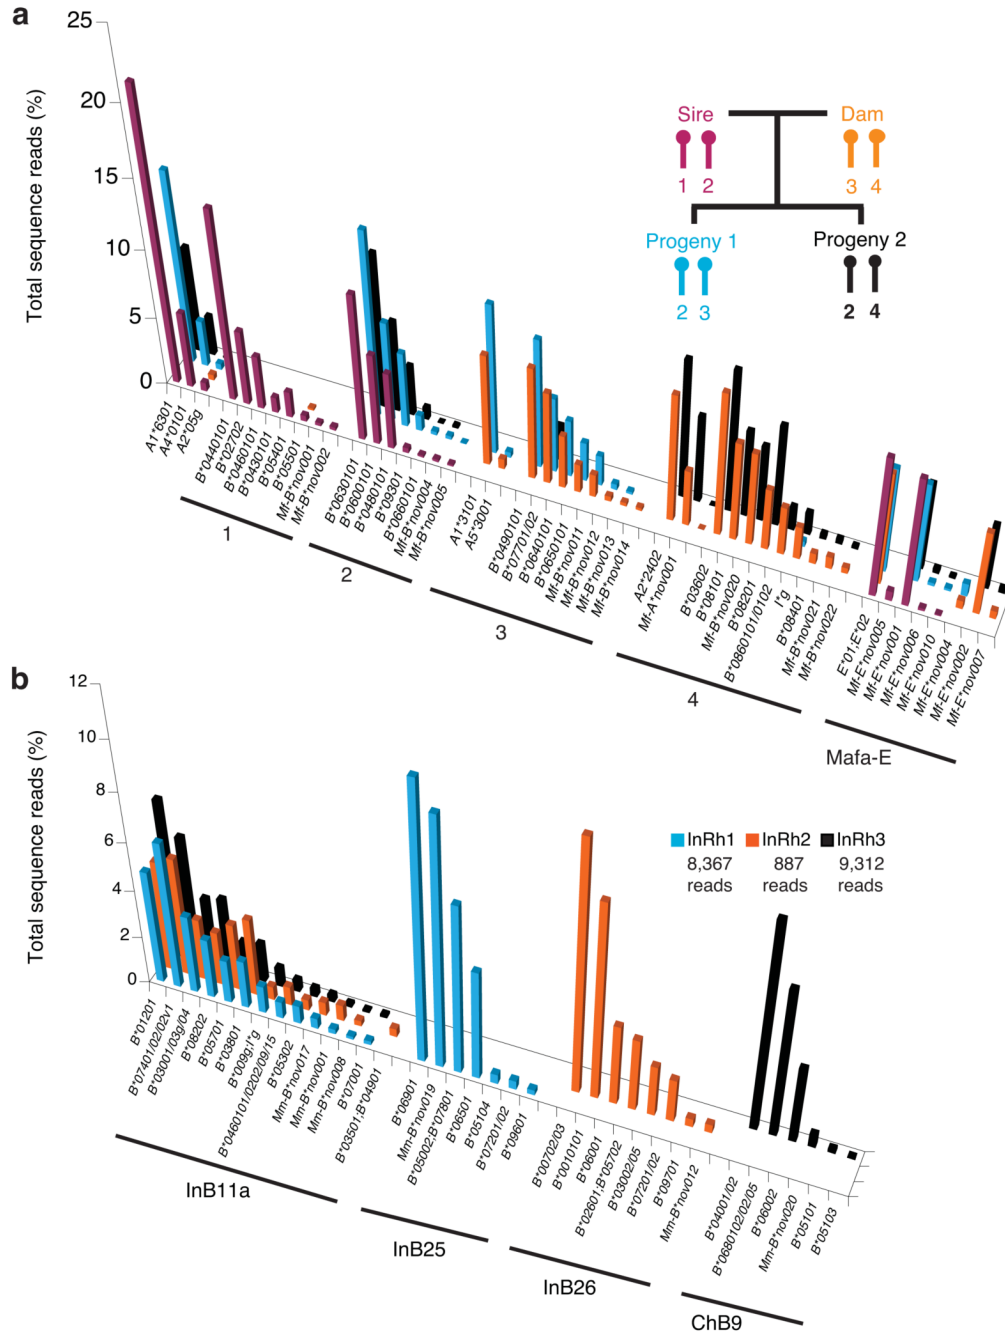 a
Total sequence reads (%)
25
20
15
10
5
0
Sire
Dam
1 2
3 4
Progeny 1
Progeny 2
2 3
2 4
A1*6301
A4*0101
A2*05g
B*0440101
B*02702
B*0460101
B*0430101
B*05401
B*05501
Mf-B*nov001
Mf-B*nov002
B*0630101
B*0600101
B*0480101
B*09301
B*0660101
Mf-B*nov004
Mf-B*nov005
A1*3101
A5*3001
B*0490101
B*07701/02
B*0640101
B*0650101
Mf-B*nov011
Mf-B*nov012
Mf-B*nov013
Mf-B*nov014
A2*2402
Mf-A*nov001
B*03602
B*08101
Mf-B*nov020
B*08201
B*0860101/0102
I*g
B*08401
Mf-B*nov021
Mf-B*nov022
E*01:E*02
Mf-E*nov005
Mf-E*nov001
Mf-E*nov006
Mf-E*nov010
Mf-E*nov004
Mf-E*nov002
Mf-E*nov007
1
2
3
4
Mafa-E
b
Total sequence reads (%)
12
10
8
6
4
2
0
InRh1 InRh2 InRh3
8,367 887 9,312
reads reads reads
B*01201
B*07401/02/02v1
B*03001/03g/04
B*08202
B*05701
B*03801
B*009g;I*g
B*0460101/0202/09/15
B*05302
Mm-B*nov017
Mm-B*nov001
Mm-B*nov008
B*07001
B*03501:B*04901
B*06901
Mm-B*nov019
B*05002:B*07801
B*06501
B*05104
B*07201/02
B*09601
B*00702/03
B*0010101
B*06001
B*02601:B*05702
B*03002/05
B*07201/02
B*09701
Mm-B*nov012
B*04001/02
B*0680102/02/05
B*06002
Mm-B*nov020
B*05101
B*05103
InB11a
InB25
InB26
ChB9